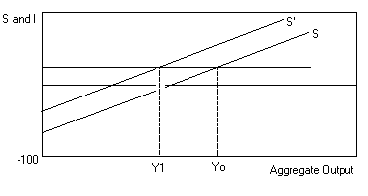 S and I
S'
S
-100
Y1
Yo
Aggregate Output